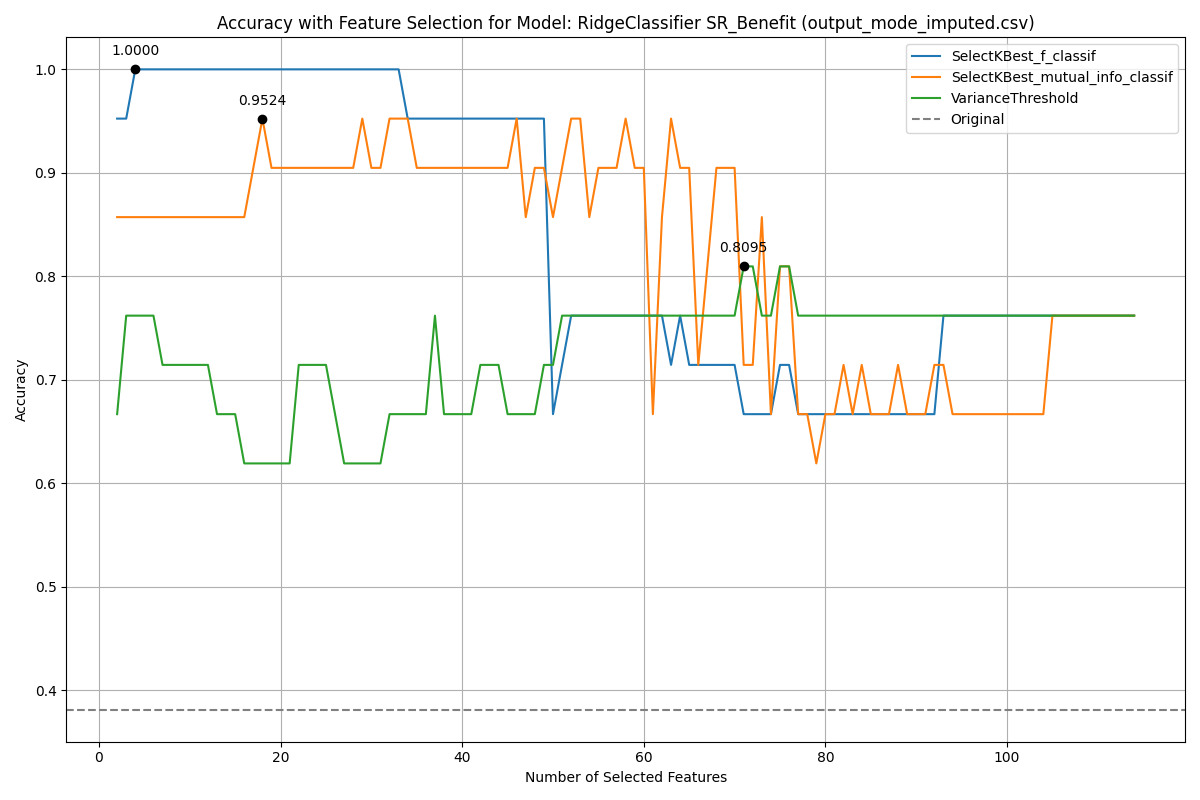 Accuracy with Feature Selection for Model: RidgeClassifier SR_Benefit (output_mode_imputed.csv)
SelectKBest_f_classif
SelectKBest_mutual_info_classif
VarianceThreshold
Original
1.0000
0.9524
0.8095
1.0
0.9
0.8
0.7
0.6
0.5
0.4
Accuracy
0 20 40 60 80 100
Number of Selected Features